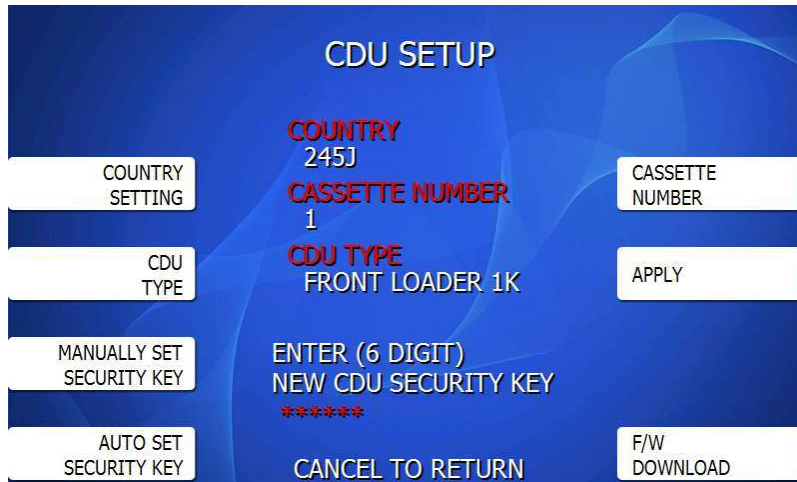 CDU SETUP
COUNTRY
245J
CASSETTE NUMBER
1
CDU TYPE
FRONT LOADER 1K
ENTER (6 DIGIT)
NEW CDU SECURITY KEY
******
CANCEL TO RETURN
COUNTRY
SETTING
CDU
TYPE
MANUALLY SET
SECURITY KEY
AUTO SET
SECURITY KEY
CASSETTE
NUMBER
APPLY
F/W
DOWNLOAD